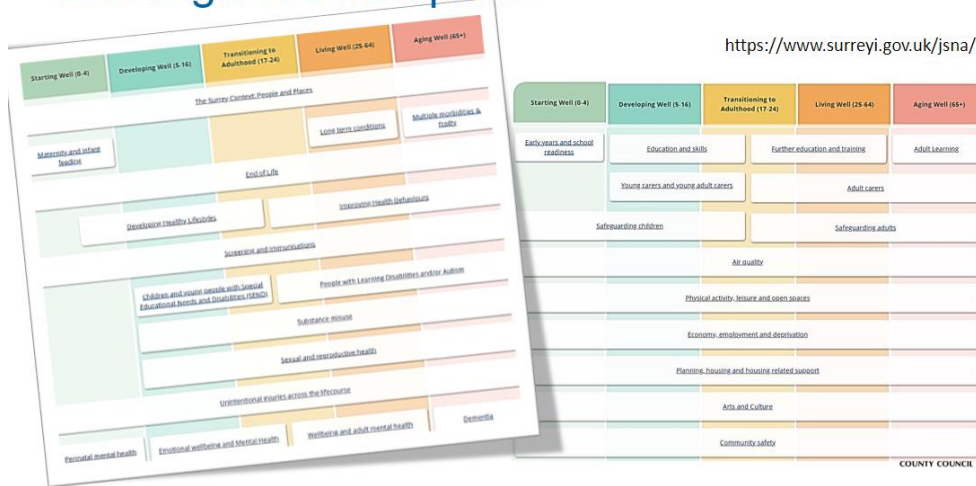 https://www.surreyi.gov.uk/jsna/
Starting Well (0-4)
Developing Well (5-16)
Transitioning to
Adulthood (17-24)
Living Well (25-64)
Aging Well (65+)
The Surrey Context: People and Places
Maternity and infant
feeding
Long term conditions
Multiple morbidities &
frailty
End of Life
Developing Healthy Lifestyles
Improving Health Behaviours
Screening and Immunisations
Children and young people with Special
Educational Needs and Disabilities (SEND)
People with Learning Disabilities and/or Autism
Substance misuse
Sexual and reproductive health
Unintentional injuries across the lifecourse
Perinatal mental health
Emotional wellbeing and Mental Health
Wellbeing and adult mental health
Dementia
Starting Well (0-4)
Developing Well (5-16)
Transitioning to
Adulthood (17-24)
Living Well (25-64)
Aging Well (65+)
Early years and school
readiness
Education and skills
Further education and training
Adult Learning
Young carers and young adult carers
Adult carers
Safeguarding children
Safeguarding adults
Air quality
Physical activity, leisure and open spaces
Economy, employment and deprivation
Planning, housing and housing related support
Arts and Culture
Community safety
COUNTY COUNCIL